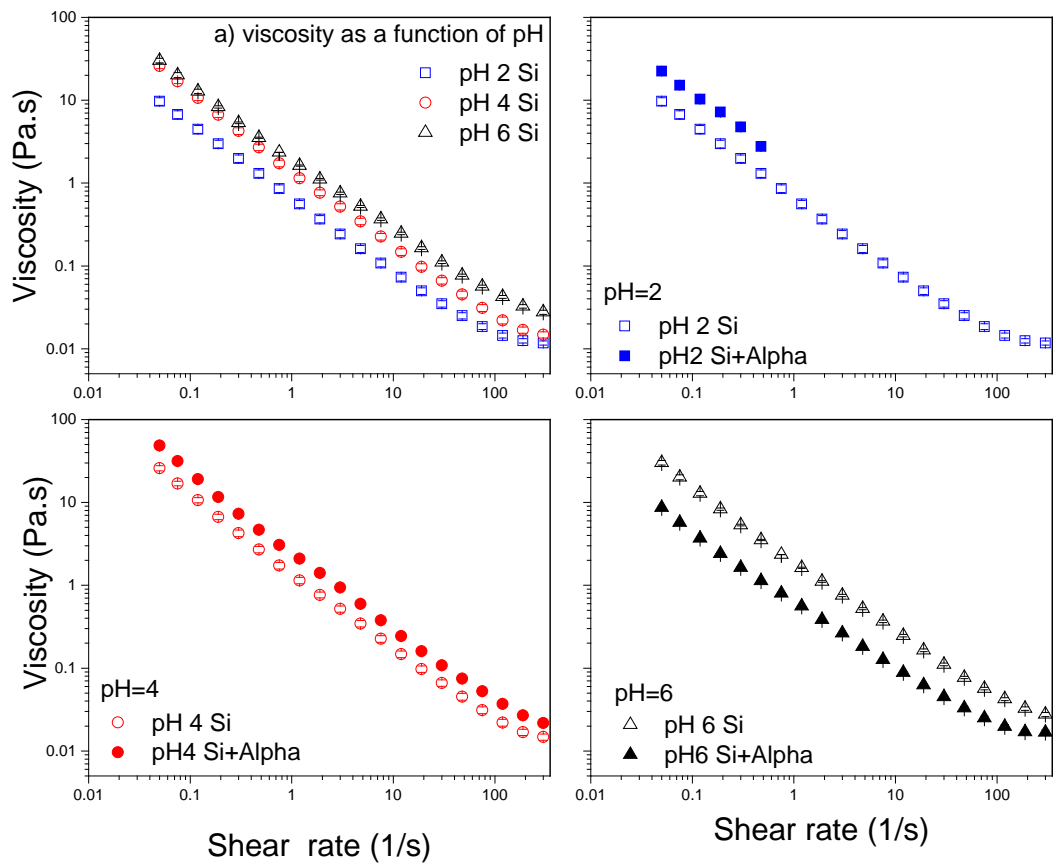 a) viscosity as a function of pH
pH 2 Si
pH 4 Si
pH 6 Si
Viscosity (Pa.s)
100
10
1
0.1
0.01
0.01 0.1 1 10 100
pH=2
pH 2 Si
pH2 Si+Alpha
0.01 0.1 1 10 100
Viscosity (Pa.s)
100
10
1
0.1
0.01
pH=4
pH 4 Si
pH4 Si+Alpha
0.01 0.1 1 10 100
Shear rate (1/s)
pH=6
pH 6 Si
pH6 Si+Alpha
0.01 0.1 1 10 100
Shear rate (1/s)